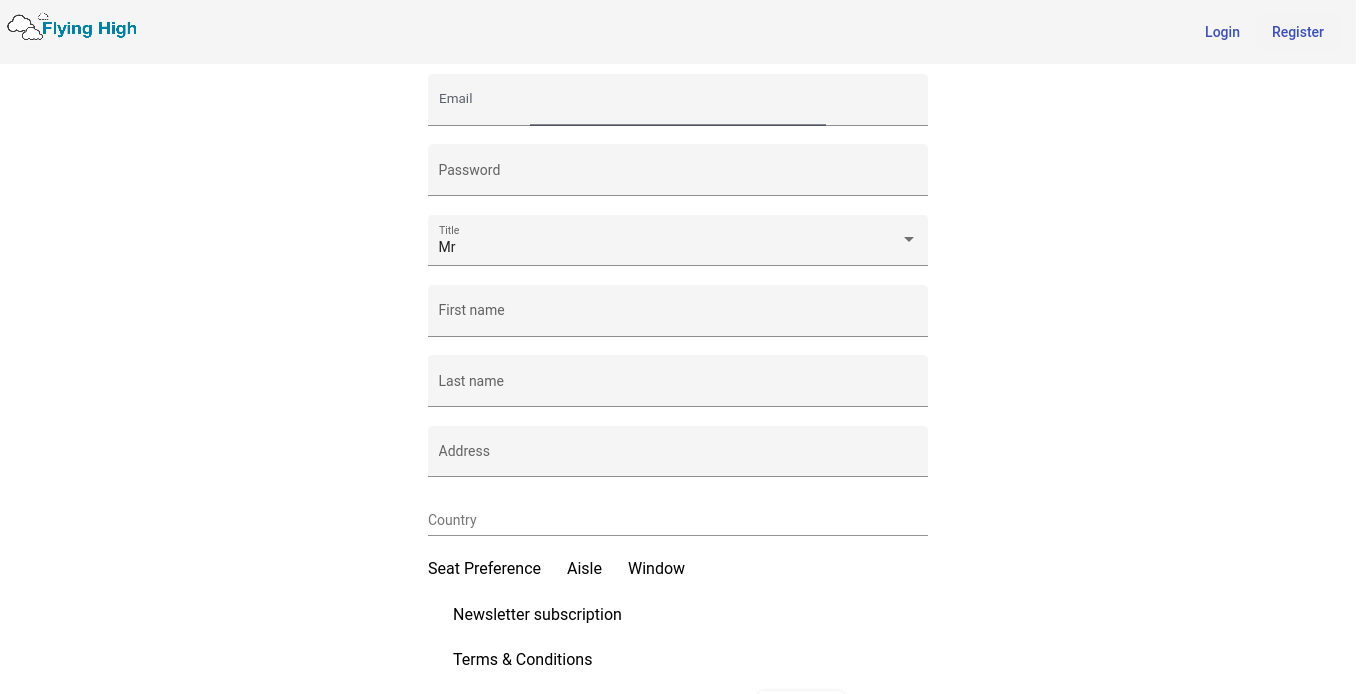 Flying High
Login Register
Email
Password
Title
Mr
First name
Last name
Address
Country
Seat Preference Aisle Window
Newsletter subscription
Terms & Conditions